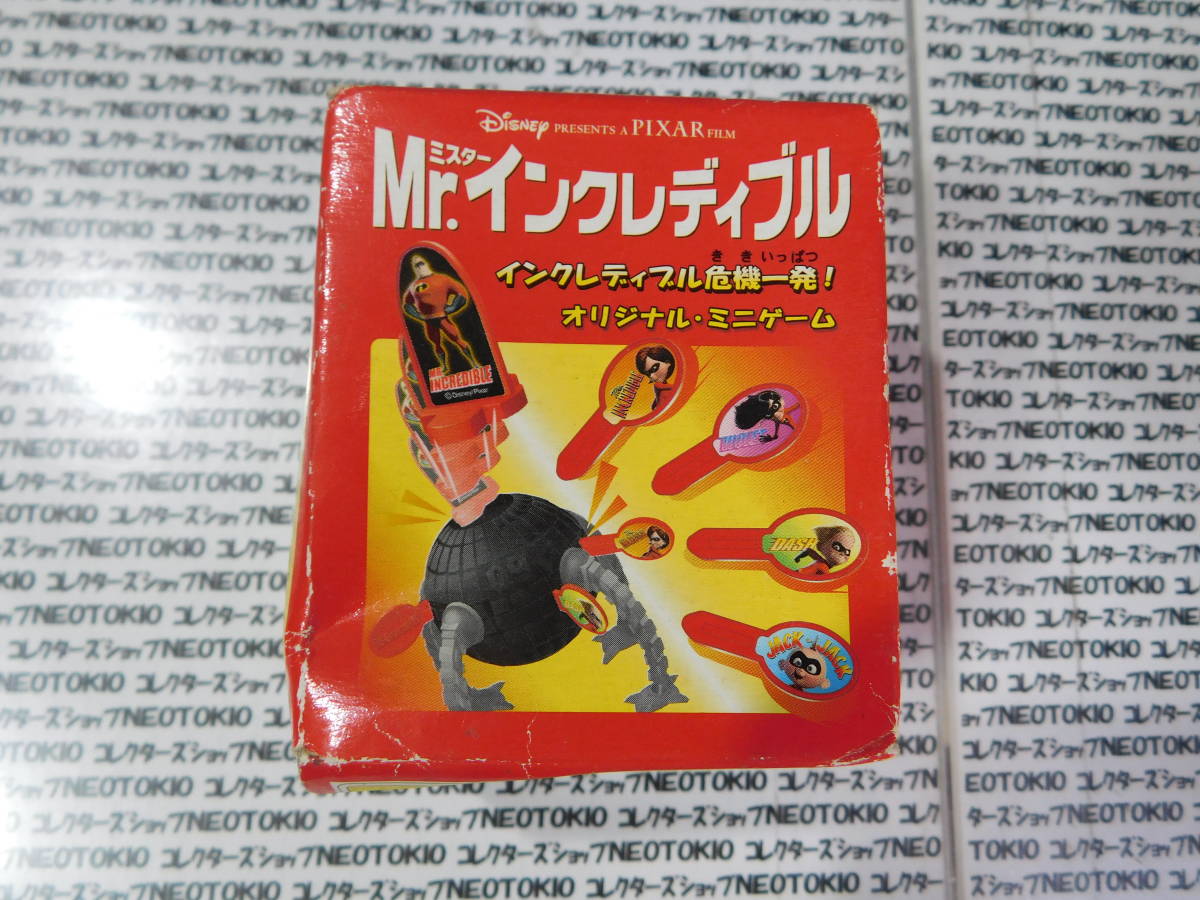 Disney PRESENTS A PIXAR FILM
ミスター
Mr.インクレディブル
き き いっぱつ
インクレディブル危機一発!
オリジナル・ミニゲーム
MR. INCREDIBLE
©Disney/Pixar
INCREDIBLE
VIOLET
DASH
JACK JACK
コレクターズショップNEOTOKIO